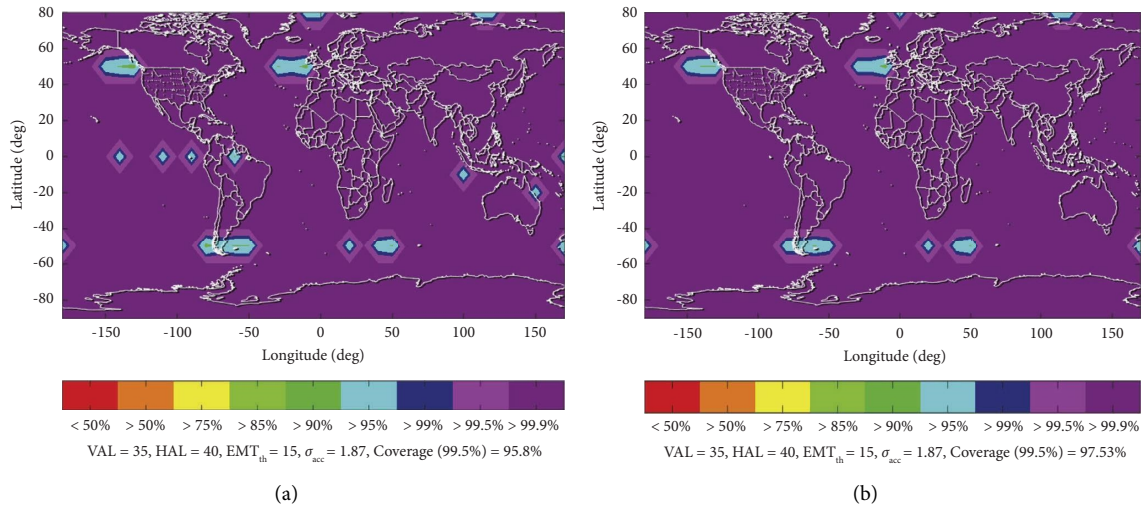 80
60
40
20
0
-20
-40
-60
-80
Latitude (deg)
-150 -100 -50 0 50 100 150
Longitude (deg)
< 50% > 50% > 75% > 85% > 90% > 95% > 99% > 99.5% > 99.9%
VAL = 35, HAL = 40, EMTth = 15, σacc = 1.87, Coverage (99.5%) = 95.8%
(a)
80
60
40
20
0
-20
-40
-60
-80
Latitude (deg)
-150 -100 -50 0 50 100 150
Longitude (deg)
< 50% > 50% > 75% > 85% > 90% > 95% > 99% > 99.5% > 99.9%
VAL = 35, HAL = 40, EMTth = 15, σacc = 1.87, Coverage (99.5%) = 97.53%
(b)